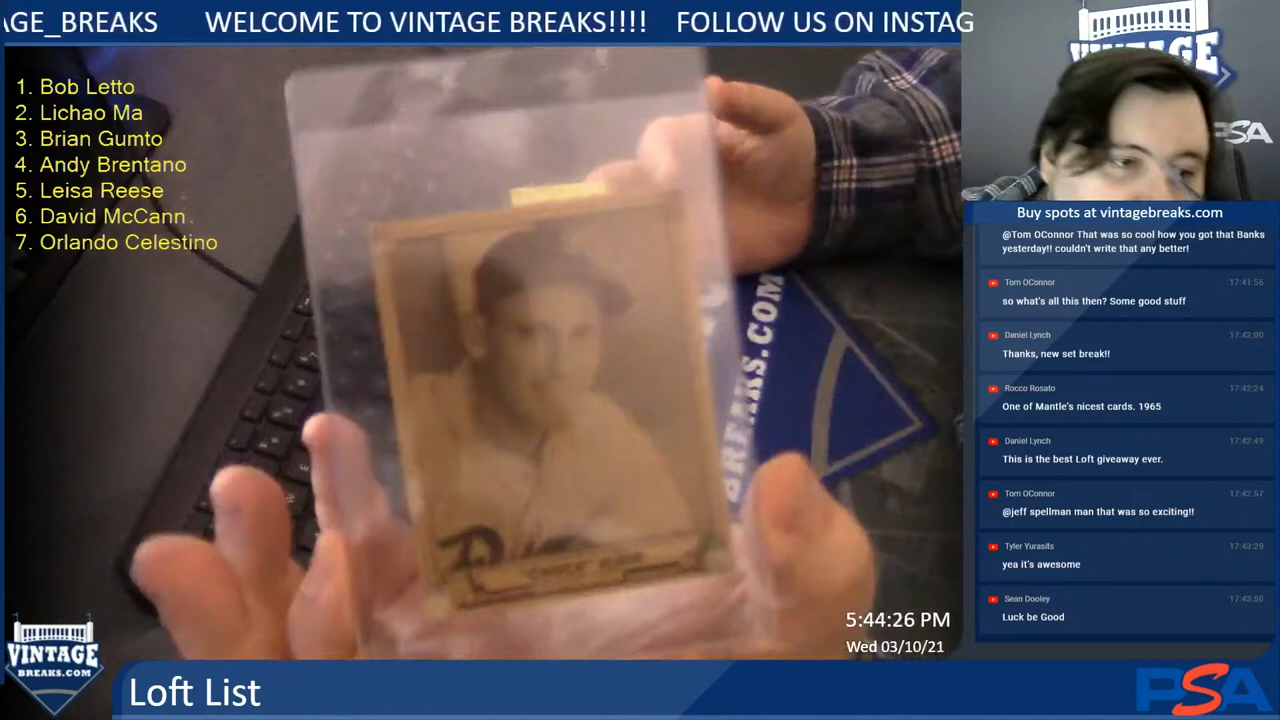 AGE_BREAKS WELCOME TO VINTAGE BREAKS!!!! FOLLOW US ON INSTAG
1. Bob Letto
2. Lichao Ma
3. Brian Gumto
4. Andy Brentano
5. Leisa Reese
6. David McCann
7. Orlando Celestino
BREAKS.COM
VINTAGE
PSA
Buy spots at vintagebreaks.com
@Tom OConnor That was so cool how you got that Banks
yesterday!! couldn't write that any better!
Tom OConnor 17:41:56
so what's all this then? Some good stuff
Daniel Lynch 17:42:00
Thanks, new set break!!
Rocco Rosato 17:42:24
One of Mantle's nicest cards. 1965
Daniel Lynch 17:42:49
This is the best Loft giveaway ever.
Tom OConnor 17:42:57
@jeff spellman man that was so exciting!!
Tyler Yurasits 17:43:29
yea it's awesome
Sean Dooley 17:43:50
Luck be Good
5:44:26 PM
Wed 03/10/21
VINTAGE
BREAKS.COM
Loft List
PSA